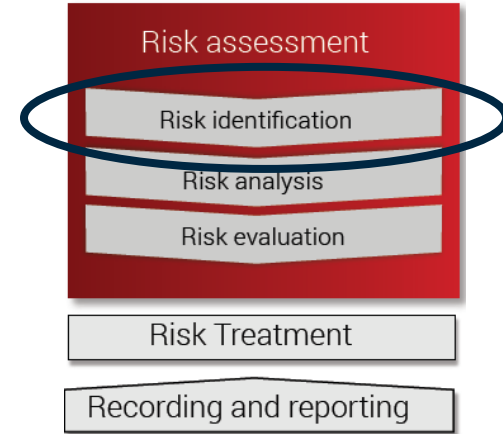 Risk assessment
Risk identification
Risk analysis
Risk evaluation
Risk Treatment
Recording and reporting